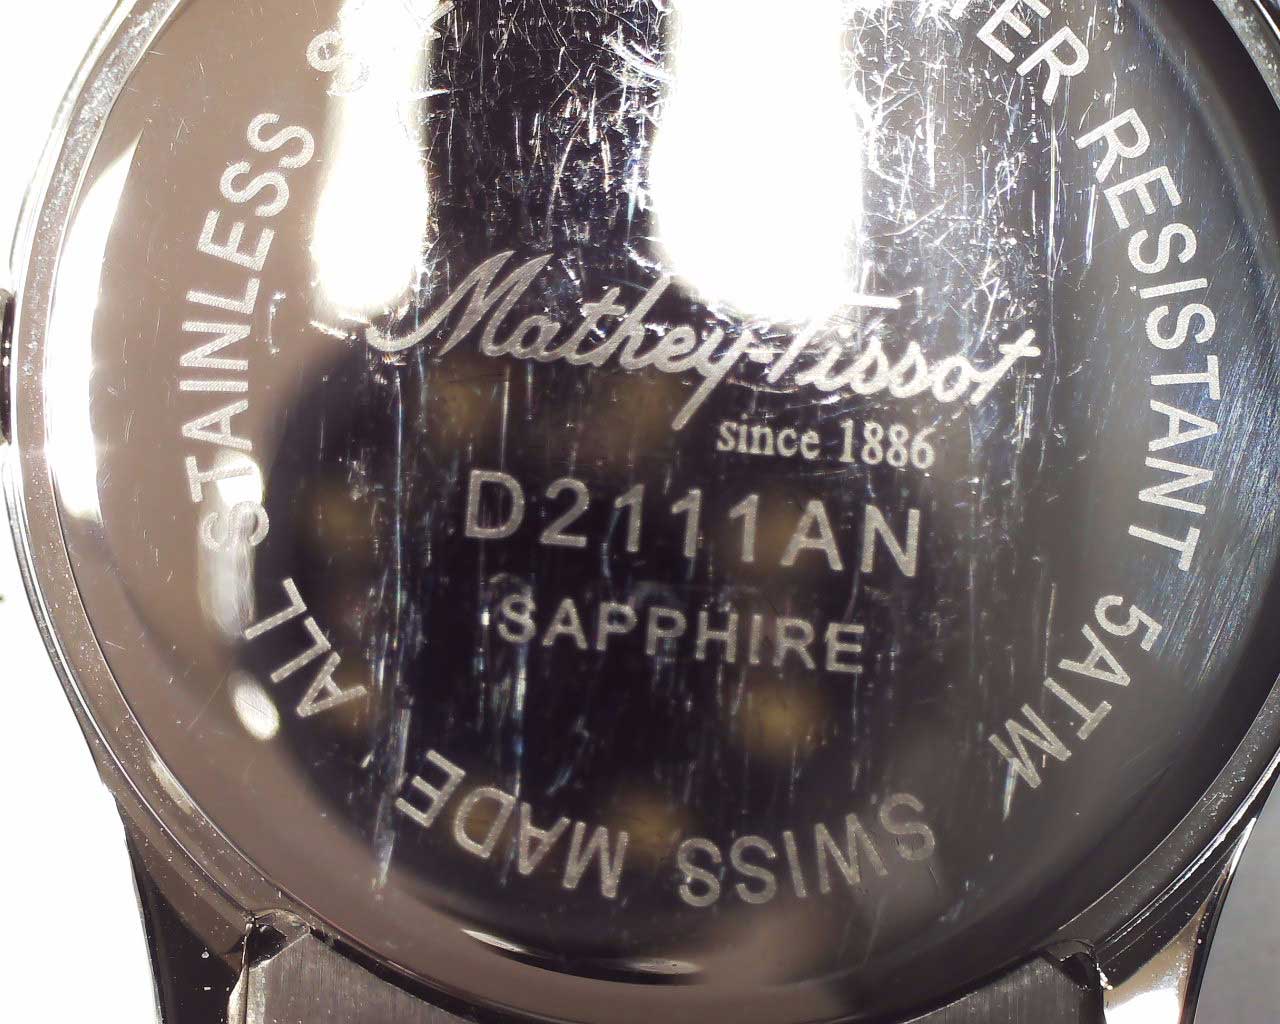 Mathey-Tissot
since 1886
D2111AN
SAPPHIRE
RESISTANT 5ATM
SWISS MADE
ALL STAINLESS